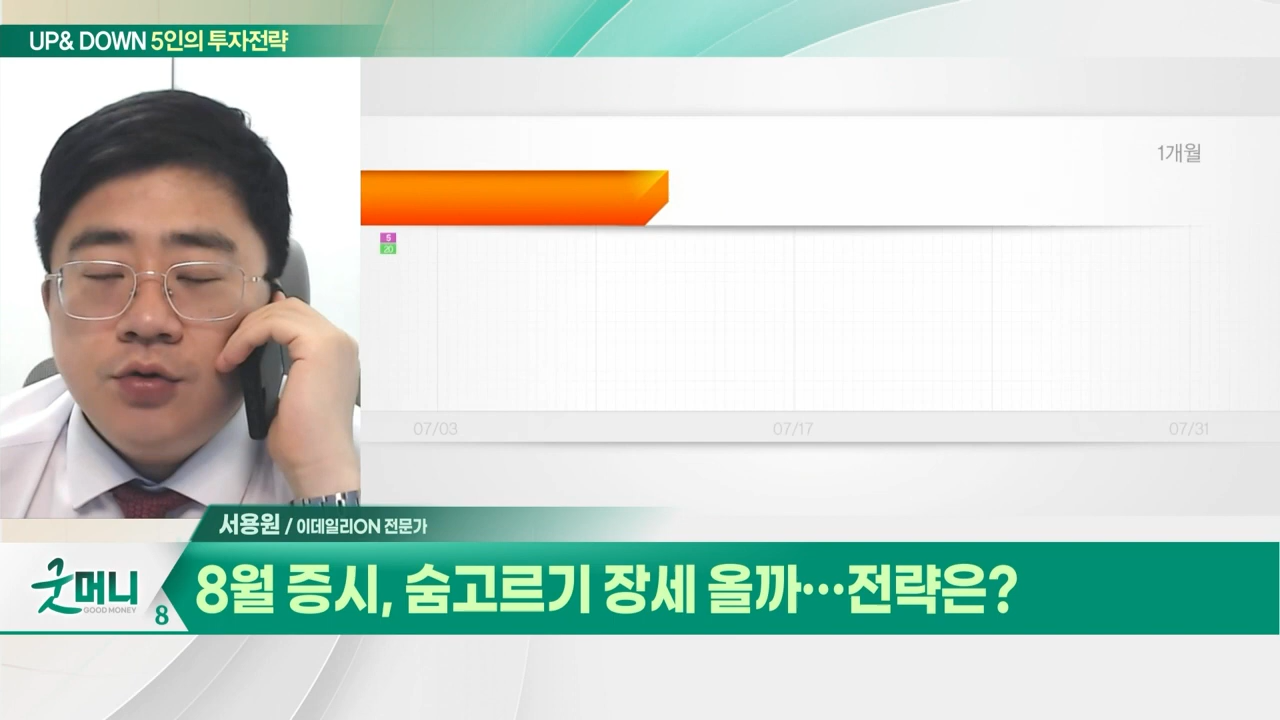 UP& DOWN 5인의 투자전략
1개월
5
20
07/03 07/17 07/31
서용원 / 이데일리ON 전문가
굿머니
GOOD MONEY
8
8월 증시, 숨고르기 장세 올까…전략은?